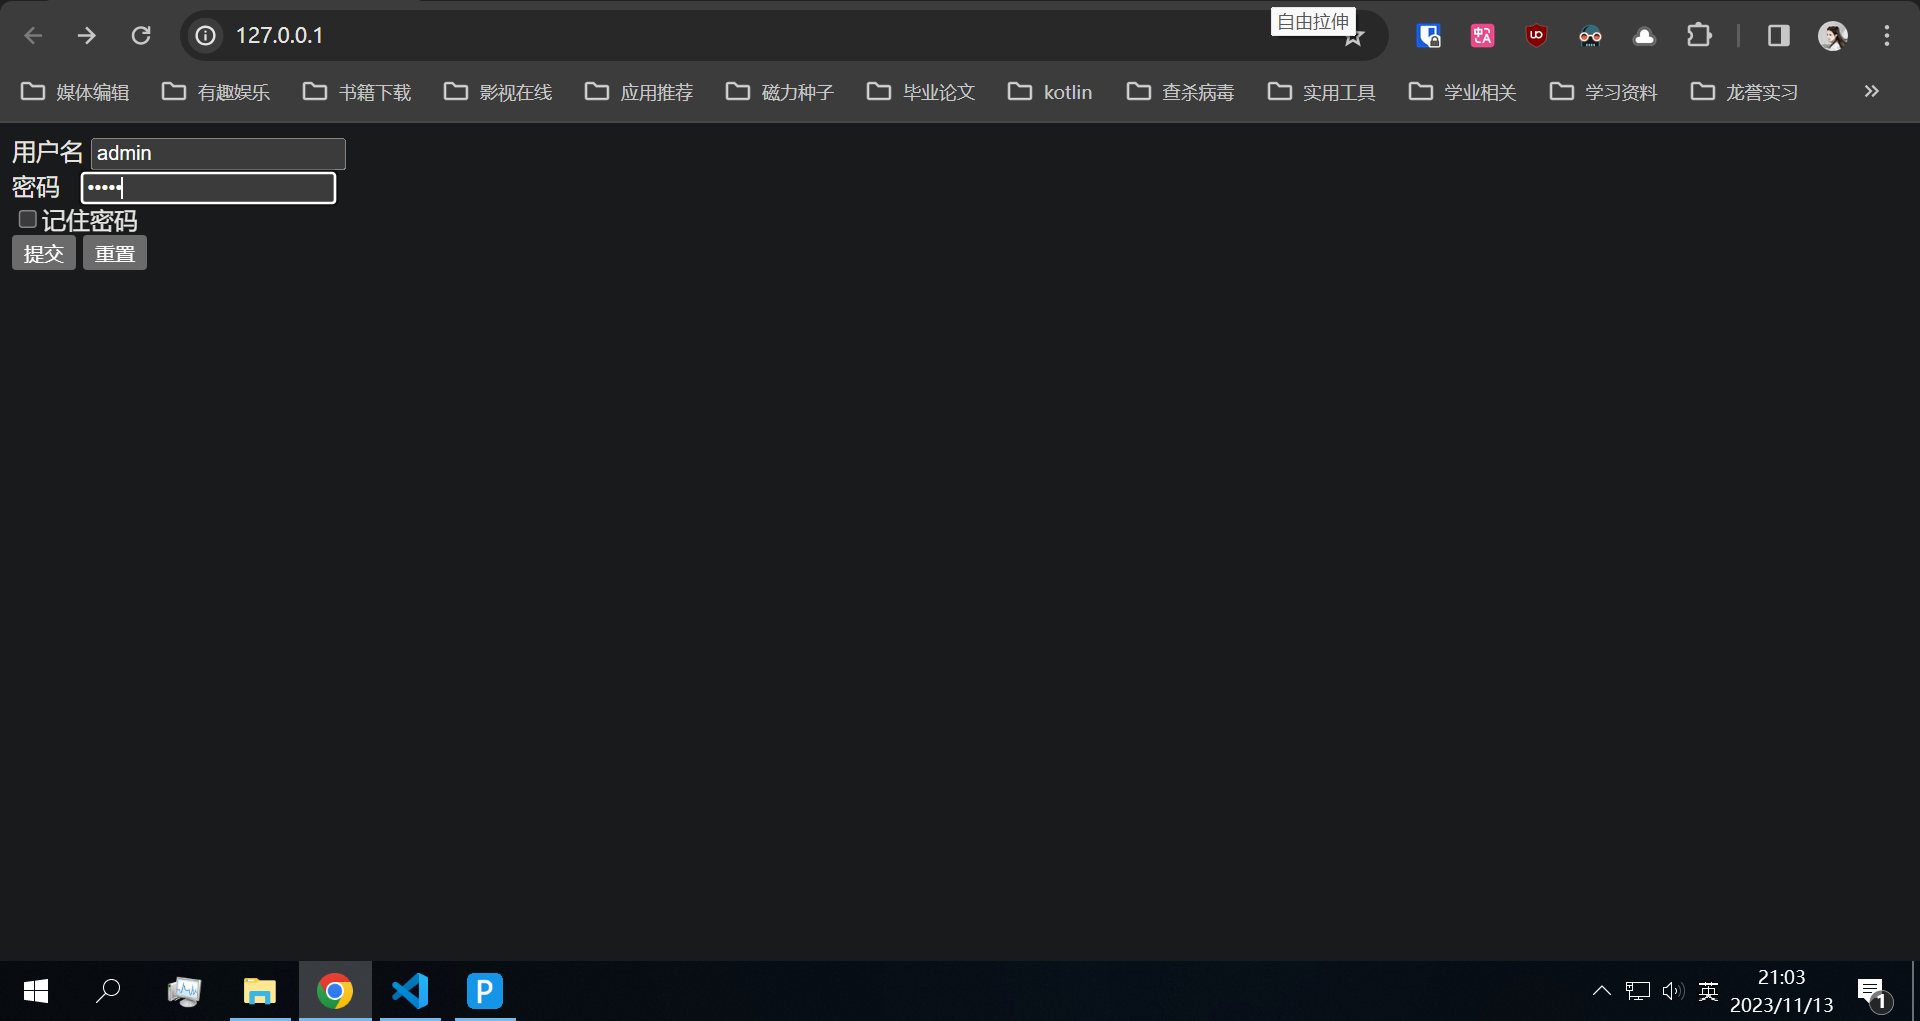 自由拉伸
127.0.0.1
媒体编辑 有趣娱乐 书籍下载 影视在线 应用推荐 磁力种子 毕业论文 kotlin 查杀病毒 实用工具 学业相关 学习资料 龙誉实习
用户名 admin
密码 •••••
记住密码
提交 重置
英 21:03
2023/11/13 1